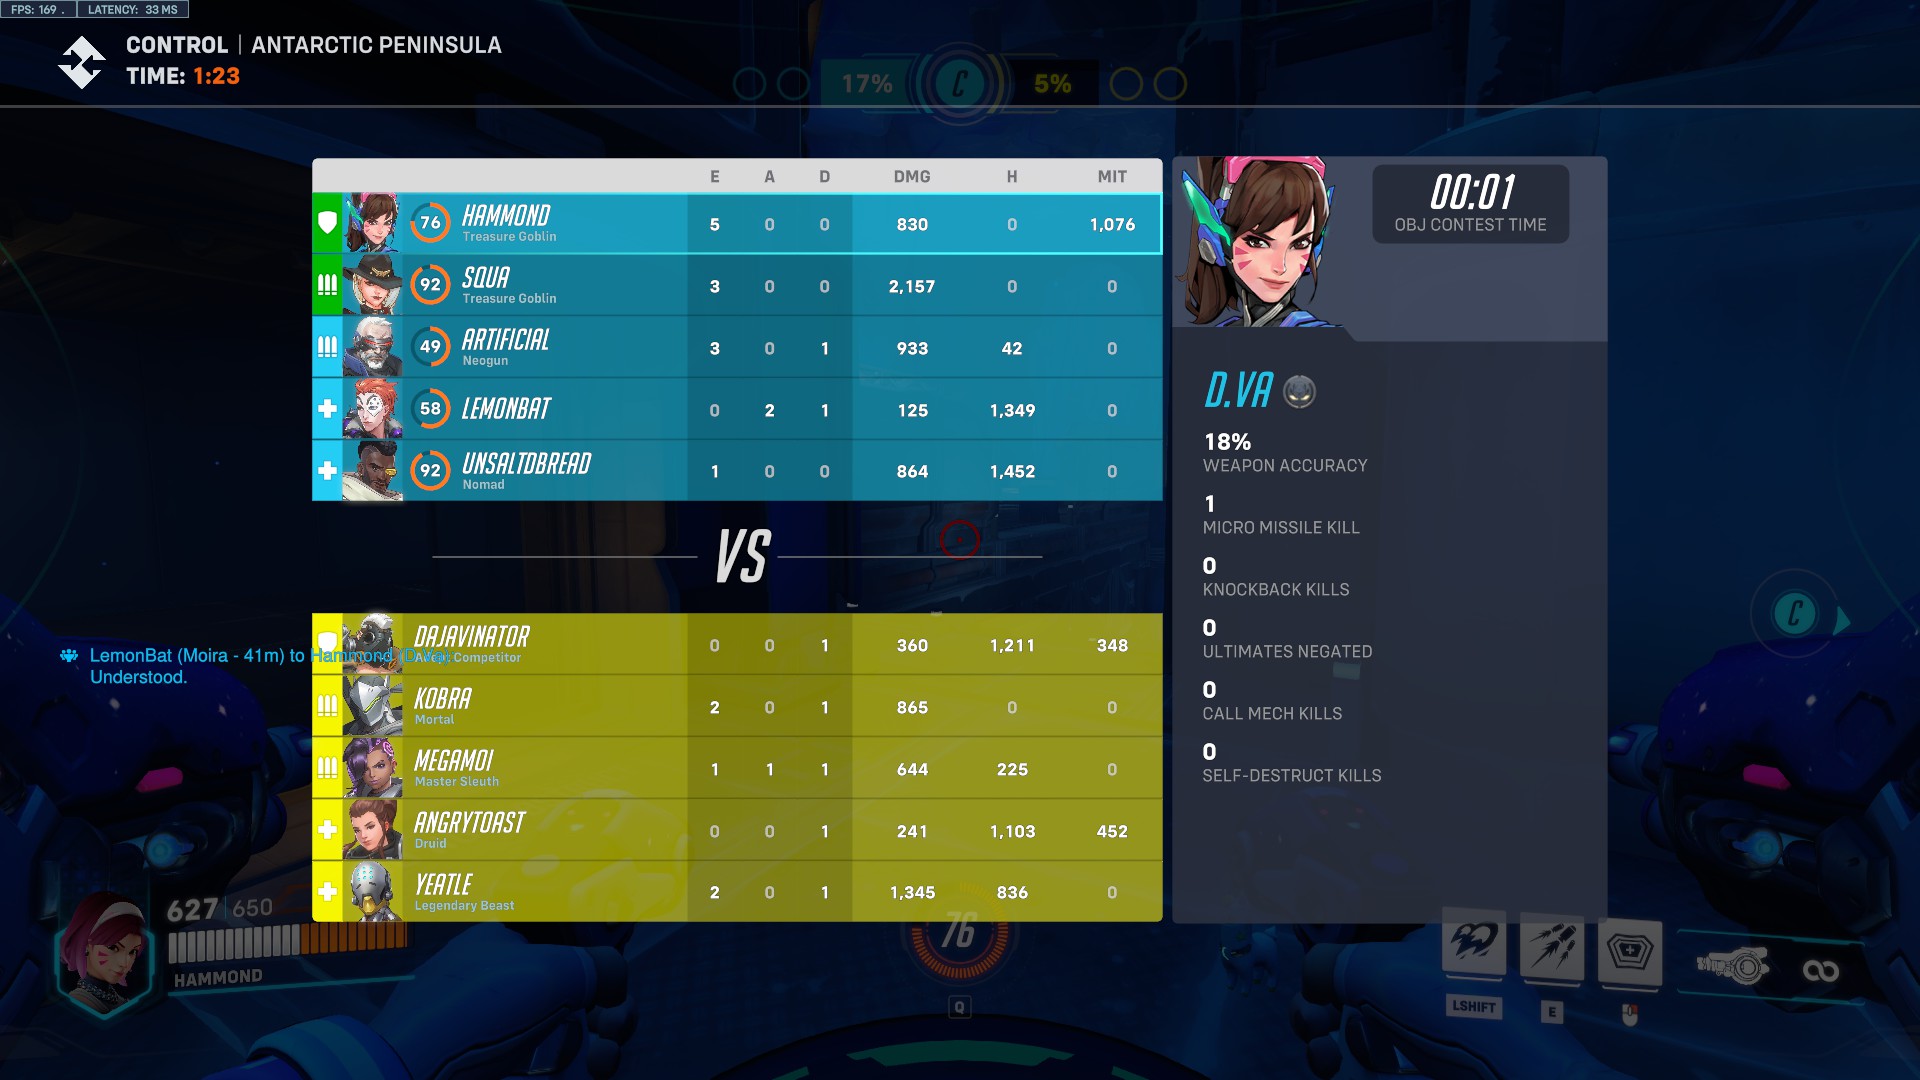 FPS: 169 . LATENCY: 33 MS
CONTROL | ANTARCTIC PENINSULA
TIME: 1:23
17% C 5%
E A D DMG H MIT
76 HAMMOND 5 0 0 830 0 1,076
Treasure Goblin
92 SQUA 3 0 0 2,157 0 0
Treasure Goblin
49 ARTIFICIAL 3 0 1 933 42 0
Neogun
58 LEMONBAT 0 2 1 125 1,349 0
92 UNSALTDBREAD 1 0 0 864 1,452 0
Nomad
VS
DAJAVINATOR 0 0 1 360 1,211 348
Competitor
KOBRA 2 0 1 865 0 0
Mortal
MEGAMOI 1 1 1 644 225 0
Master Sleuth
ANGRYTOAST 0 0 1 241 1,103 452
Druid
YEATLE 2 0 1 1,345 836 0
Legendary Beast
00:01
OBJ CONTEST TIME
D.VA
18%
WEAPON ACCURACY
1
MICRO MISSILE KILL
0
KNOCKBACK KILLS
0
ULTIMATES NEGATED
0
CALL MECH KILLS
0
SELF-DESTRUCT KILLS
C
LemonBat (Moira - 41m) to Hammond (D.Va):
Understood.
627 | 650
HAMMOND
76
Q
LSHIFT
E